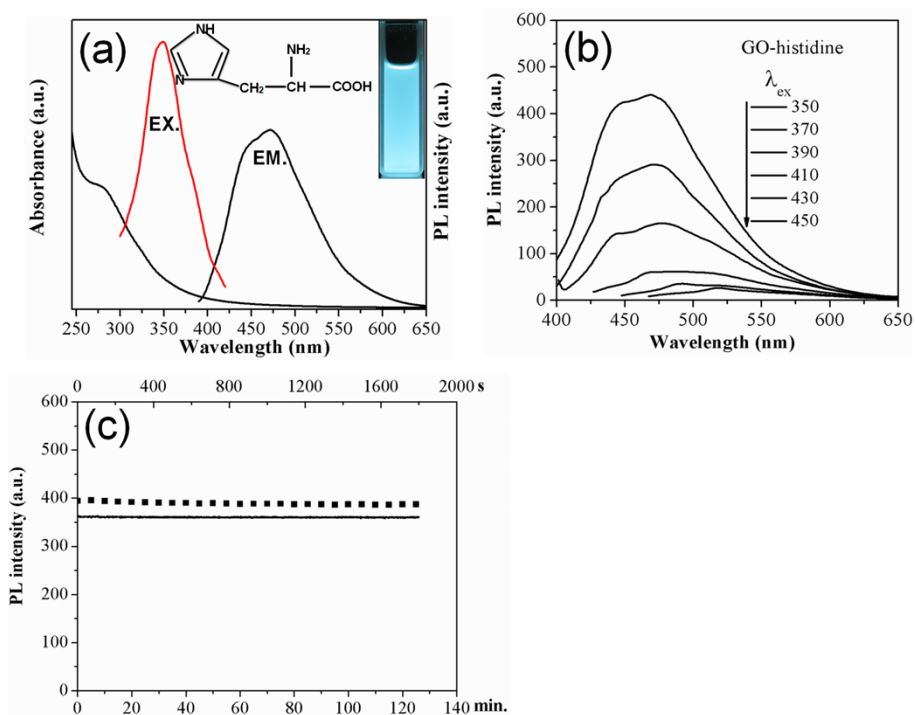 (a)
NH
N
NH₂
CH₂
CH
COOH
EX.
EM.
Absorbance (a.u.)
PL intensity (a.u.)
250 300 350 400 450 500 550 600 650
Wavelength (nm)
(b)
GO-histidine
λex
350
370
390
410
430
450
PL intensity (a.u.)
600
500
400
300
200
100
0
400 450 500 550 600 650
Wavelength (nm)
0 400 800 1200 1600 2000 s
(c)
PL intensity (a.u.)
600
500
400
300
200
100
0
0 20 40 60 80 100 120 140 min.